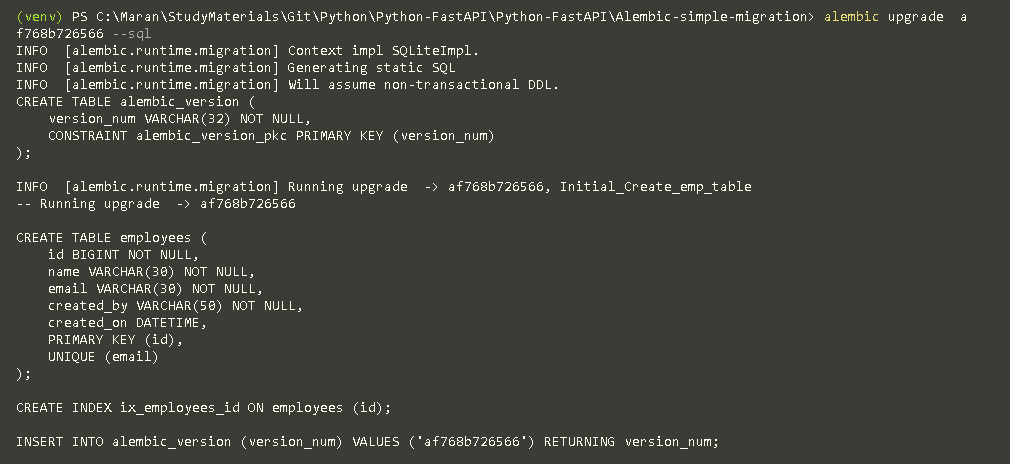 (venv) PS C:\Maran\StudyMaterials\Git\Python\Python-FastAPI\Python-FastAPI\Alembic-simple-migration> alembic upgrade  a
f768b726566 --sql
INFO  [alembic.runtime.migration] Context impl SQLiteImpl.
INFO  [alembic.runtime.migration] Generating static SQL
INFO  [alembic.runtime.migration] Will assume non-transactional DDL.
CREATE TABLE alembic_version (
    version_num VARCHAR(32) NOT NULL,
    CONSTRAINT alembic_version_pkc PRIMARY KEY (version_num)
);
INFO  [alembic.runtime.migration] Running upgrade  -> af768b726566, Initial_Create_emp_table
-- Running upgrade  -> af768b726566
CREATE TABLE employees (
    id BIGINT NOT NULL,
    name VARCHAR(30) NOT NULL,
    email VARCHAR(30) NOT NULL,
    created_by VARCHAR(50) NOT NULL,
    created_on DATETIME,
    PRIMARY KEY (id),
    UNIQUE (email)
);
CREATE INDEX ix_employees_id ON employees (id);
INSERT INTO alembic_version (version_num) VALUES ('af768b726566') RETURNING version_num;